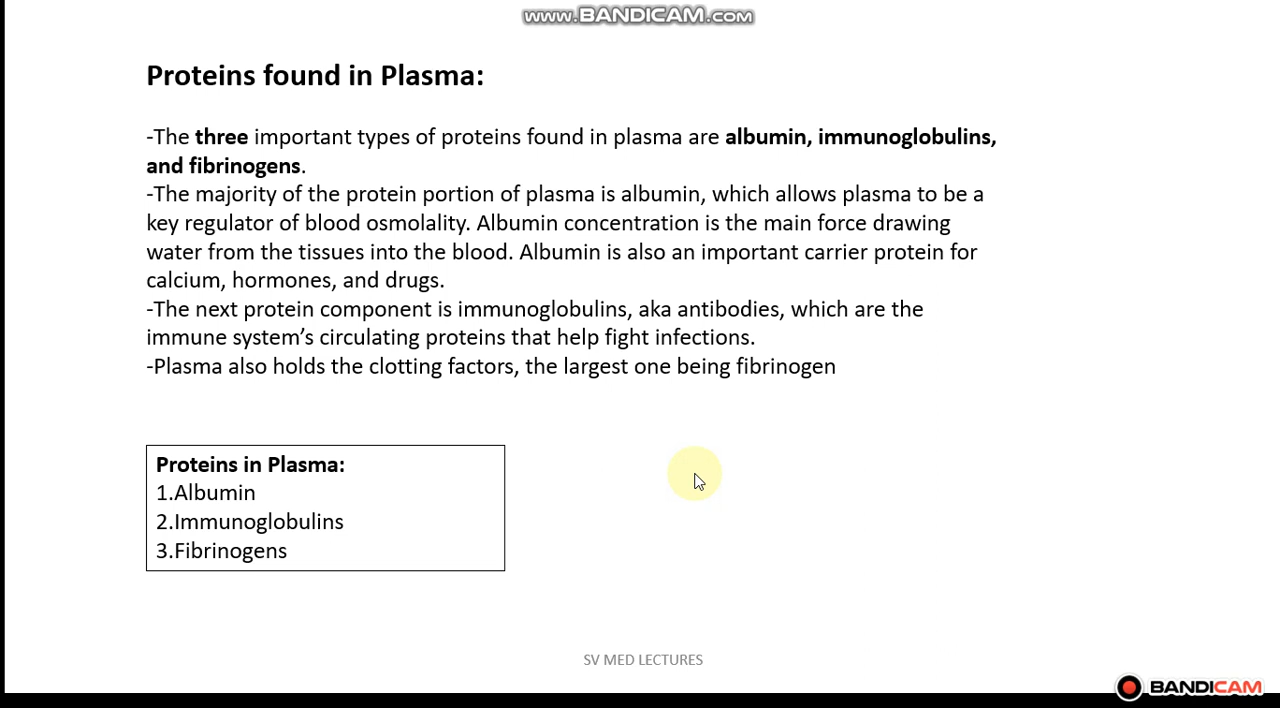 www.BANDICAM.com
Proteins found in Plasma:
-The three important types of proteins found in plasma are albumin, immunoglobulins,
and fibrinogens.
-The majority of the protein portion of plasma is albumin, which allows plasma to be a
key regulator of blood osmolality. Albumin concentration is the main force drawing
water from the tissues into the blood. Albumin is also an important carrier protein for
calcium, hormones, and drugs.
-The next protein component is immunoglobulins, aka antibodies, which are the
immune system’s circulating proteins that help fight infections.
-Plasma also holds the clotting factors, the largest one being fibrinogen
Proteins in Plasma:
1.Albumin
2.Immunoglobulins
3.Fibrinogens
SV MED LECTURES
BANDICAM